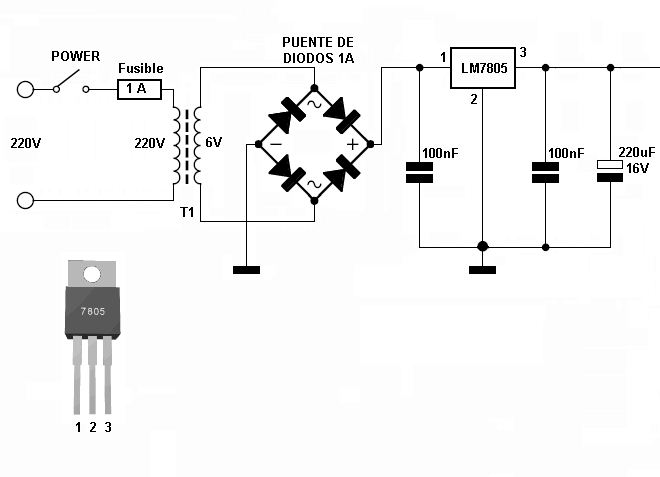 POWER
Fusible
1 A
220V
220V
T1
6V
PUENTE DE
DIODOS 1A
~
−
+
~
1
LM7805
3
2
100nF
100nF
220uF
16V
7805
1 2 3